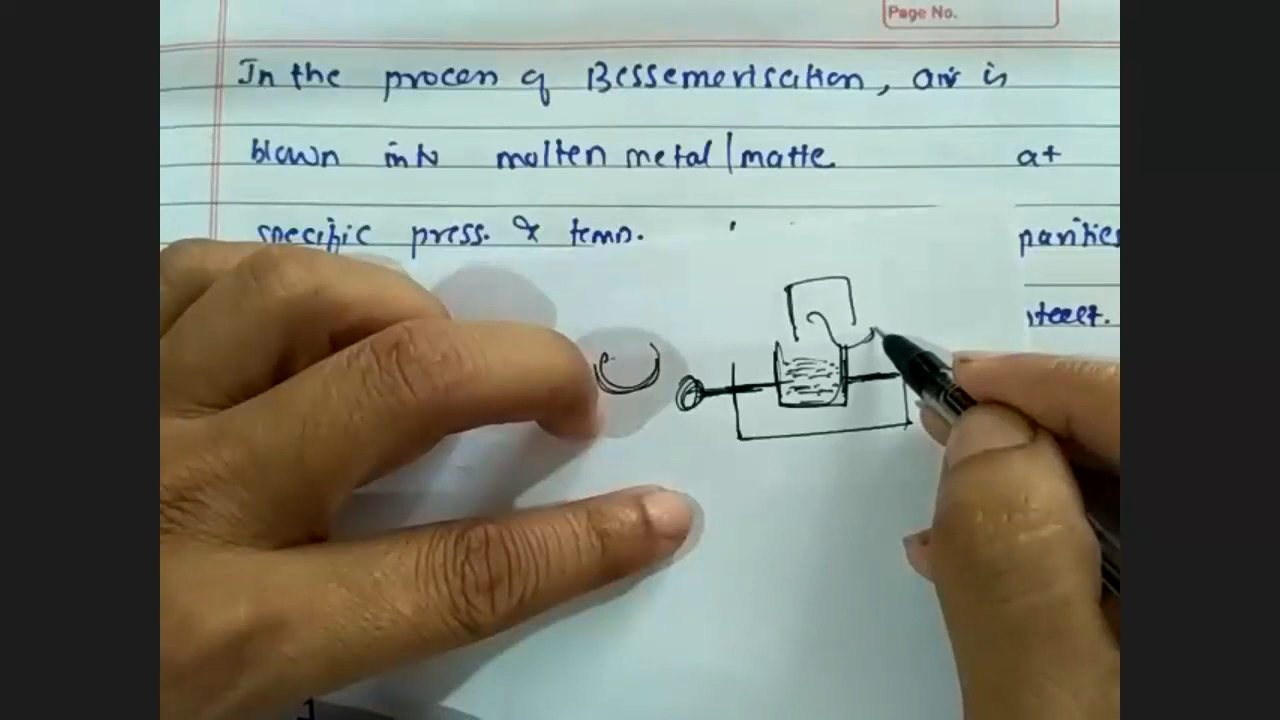 Page No.
In the process of Bessemerisation, air is
blown into molten metal/matte at
specific press. & temp. parities
steel.